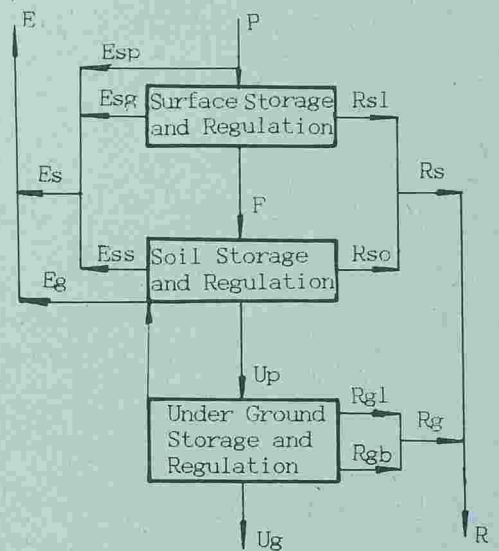 E
P
Esp
Esg
Surface Storage
and Regulation
Rsl
Es
F
Rs
Ess
Soil Storage
and Regulation
Rso
Eg
Up
Under Ground
Storage and
Regulation
Rgl
Rg
Rgb
Ug
R